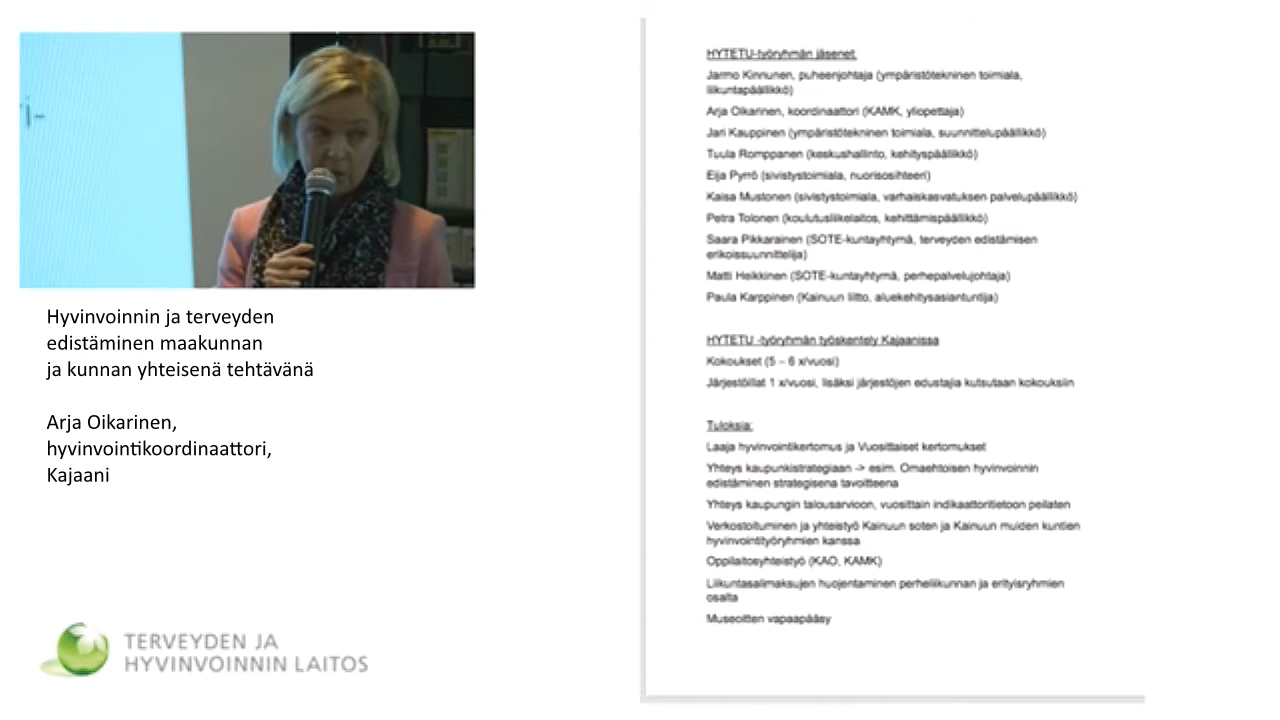 Hyvinvoinnin ja terveyden
edistäminen maakunnan
ja kunnan yhteisenä tehtävänä
Arja Oikarinen,
hyvinvointikoordinaattori,
Kajaani
TERVEYDEN JA
HYVINVOINNIN LAITOS
HYTETU-työryhmän jäsenet:
Jarmo Kinnunen, puheenjohtaja (ympäristötekninen toimiala,
liikuntapäällikkö)
Arja Oikarinen, koordinaattori (KAMK, yliopettaja)
Jari Kauppinen (ympäristötekninen toimiala, suunnittelupäällikkö)
Tuula Romppanen (keskushallinto, kehityspäällikkö)
Eija Pyrrö (sivistystoimiala, nuorisosihteeri)
Kaisa Mustonen (sivistystoimiala, varhaiskasvatuksen palvelupäällikkö)
Petra Tolonen (koulutusliikelaitos, kehittämispäällikkö)
Saara Pikkarainen (SOTE-kuntayhtymä, terveyden edistämisen
erikoissuunnittelija)
Matti Heikkinen (SOTE-kuntayhtymä, perhepalvelujohtaja)
Paula Karppinen (Kainuun liitto, aluekehitysasiantuntija)
HYTETU -työryhmän työskentely Kajaanissa
Kokoukset (5 – 6 x/vuosi)
Järjestöillat 1 x/vuosi, lisäksi järjestöjen edustajia kutsutaan kokouksiin
Tuloksia:
Laaja hyvinvointikertomus ja Vuosittaiset kertomukset
Yhteys kaupunkistrategiaan -> esim. Omaehtoisen hyvinvoinnin
edistäminen strategisena tavoitteena
Yhteys kaupungin talousarvioon, vuosittain indikaattoritietoon peilaten
Verkostoituminen ja yhteistyö Kainuun soten ja Kainuun muiden kuntien
hyvinvointityöryhmien kanssa
Oppilaitosyhteistyö (KAO, KAMK)
Liikuntasalimaksujen huojentaminen perheliikunnan ja erityisryhmien
osalta
Museoitten vapaapääsy